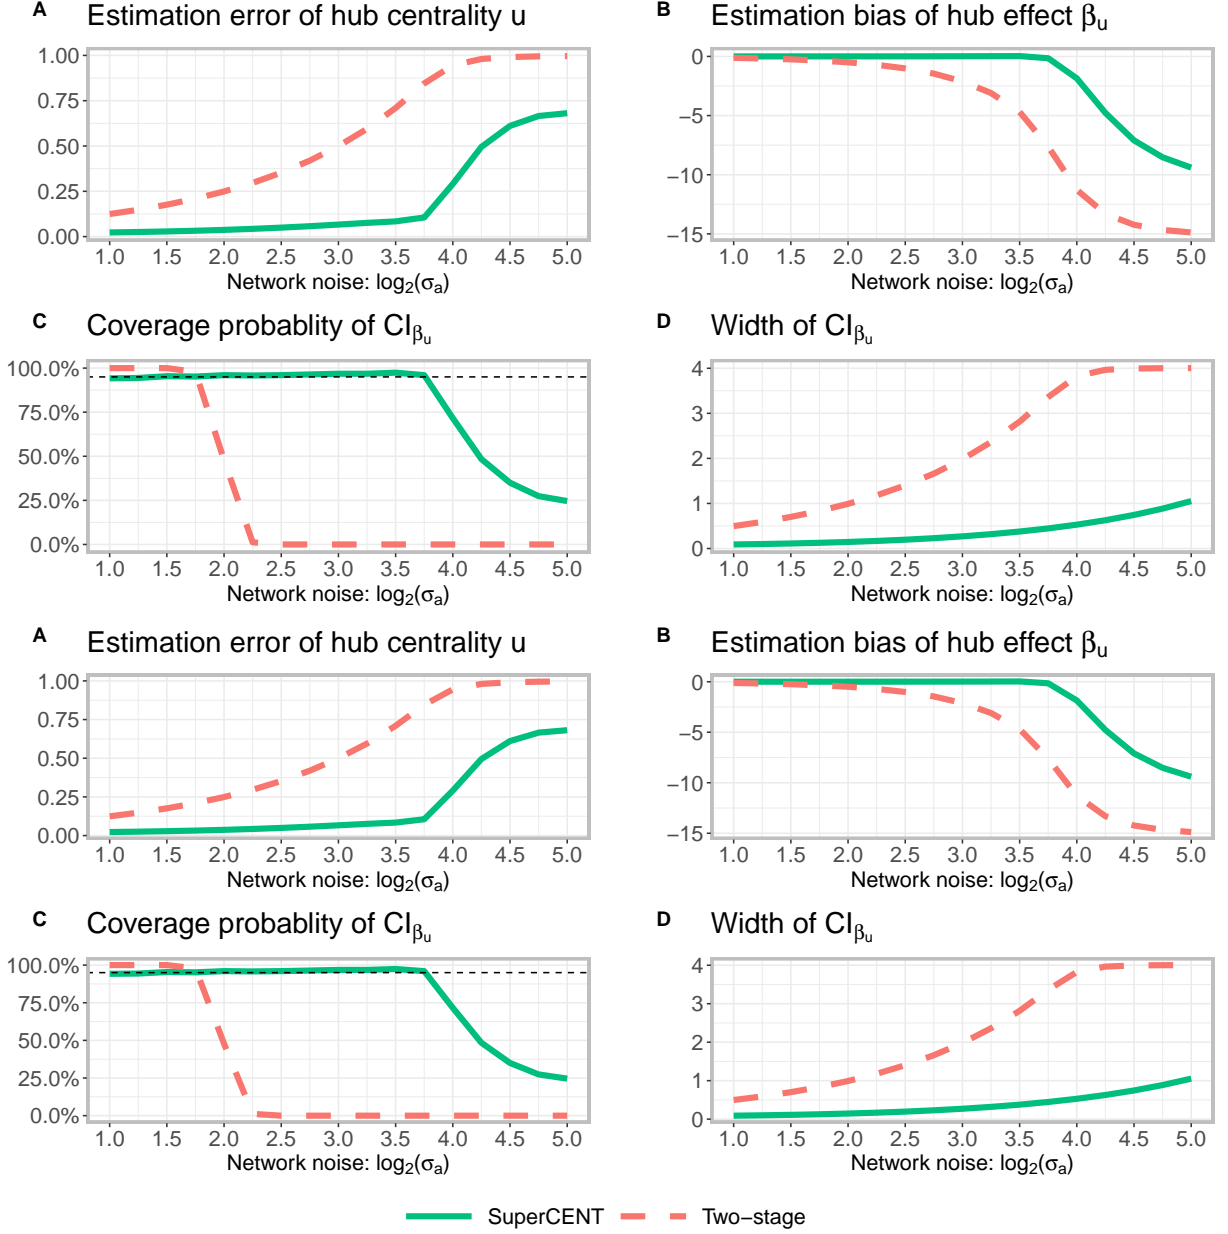 A Estimation error of hub centrality u
1.00
0.75
0.50
0.25
0.00
1.0 1.5 2.0 2.5 3.0 3.5 4.0 4.5 5.0
Network noise: log₂(σₐ)
B Estimation bias of hub effect βᵤ
0
−5
−10
−15
1.0 1.5 2.0 2.5 3.0 3.5 4.0 4.5 5.0
Network noise: log₂(σₐ)
C Coverage probablity of CI_βᵤ
100.0%
75.0%
50.0%
25.0%
0.0%
1.0 1.5 2.0 2.5 3.0 3.5 4.0 4.5 5.0
Network noise: log₂(σₐ)
D Width of CI_βᵤ
4
3
2
1
0
1.0 1.5 2.0 2.5 3.0 3.5 4.0 4.5 5.0
Network noise: log₂(σₐ)
A Estimation error of hub centrality u
1.00
0.75
0.50
0.25
0.00
1.0 1.5 2.0 2.5 3.0 3.5 4.0 4.5 5.0
Network noise: log₂(σₐ)
B Estimation bias of hub effect βᵤ
0
−5
−10
−15
1.0 1.5 2.0 2.5 3.0 3.5 4.0 4.5 5.0
Network noise: log₂(σₐ)
C Coverage probablity of CI_βᵤ
100.0%
75.0%
50.0%
25.0%
0.0%
1.0 1.5 2.0 2.5 3.0 3.5 4.0 4.5 5.0
Network noise: log₂(σₐ)
D Width of CI_βᵤ
4
3
2
1
0
1.0 1.5 2.0 2.5 3.0 3.5 4.0 4.5 5.0
Network noise: log₂(σₐ)
SuperCENT Two−stage